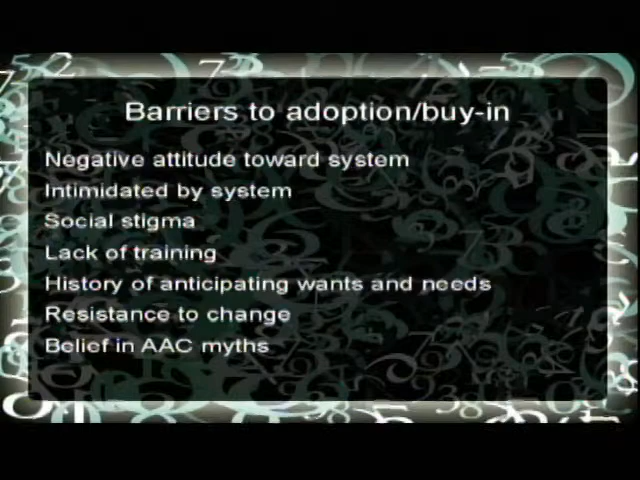 Barriers to adoption/buy-in
Negative attitude toward system
Intimidated by system
Social stigma
Lack of training
History of anticipating wants and needs
Resistance to change
Belief in AAC myths